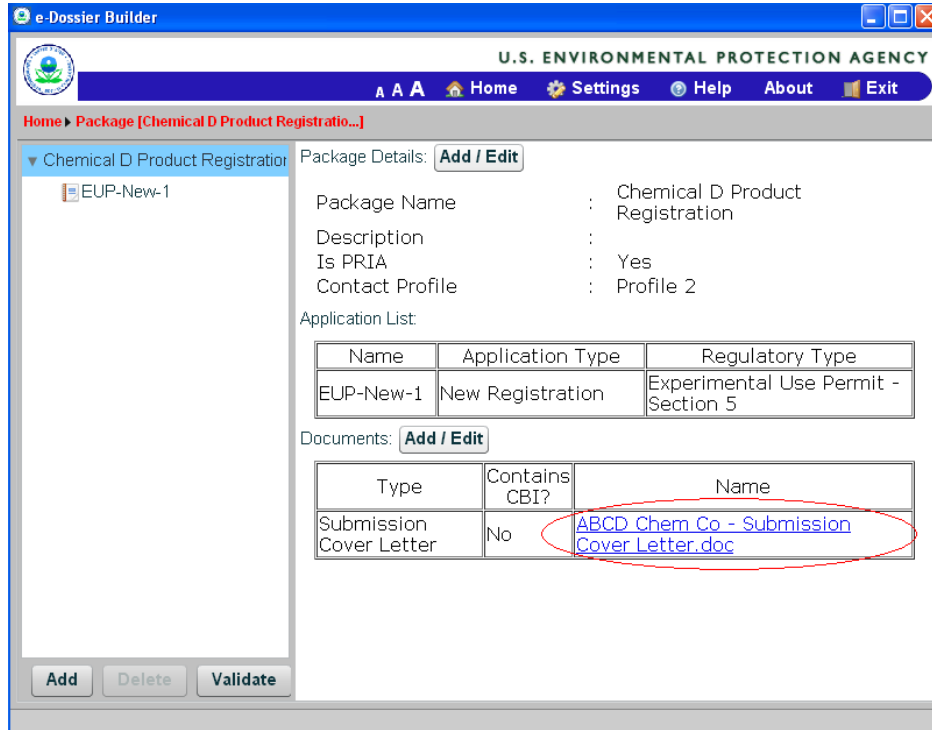 e-Dossier Builder
U.S. ENVIRONMENTAL PROTECTION AGENCY
A A A Home Settings Help About Exit
Home Package [Chemical D Product Registratio...]
Chemical D Product Registration
EUP-New-1
Package Details: Add / Edit
Package Name : Chemical D Product
Registration
Description :
Is PRIA : Yes
Contact Profile : Profile 2
Application List:
Name Application Type Regulatory Type
EUP-New-1 New Registration Experimental Use Permit -
Section 5
Documents: Add / Edit
Type Contains
CBI? Name
Submission
Cover Letter No ABCD Chem Co - Submission
Cover Letter.doc
Add Delete Validate